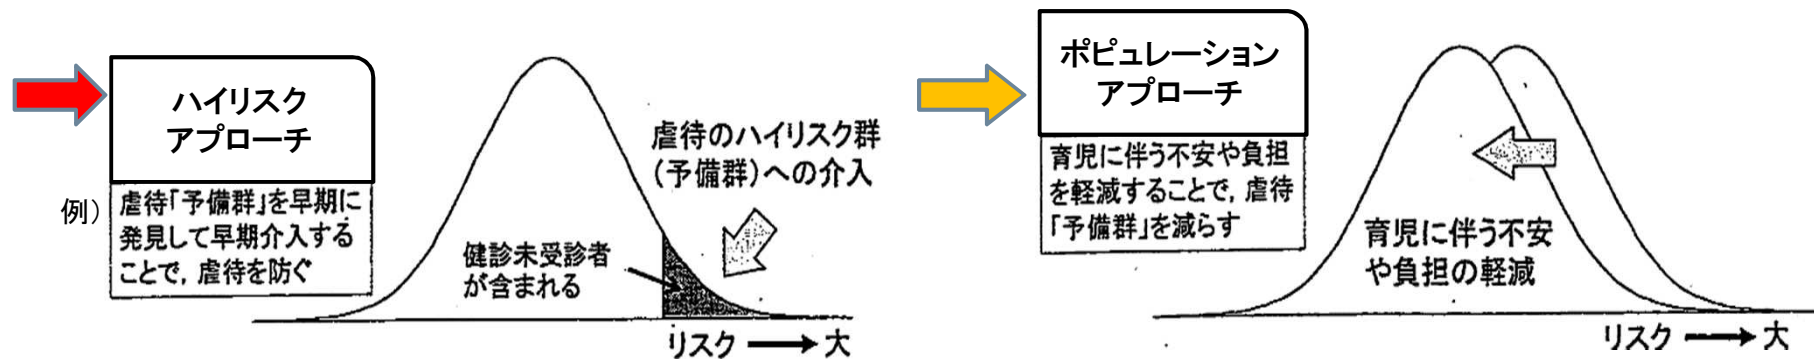 ハイリスク
アプローチ
例）
虐待「予備群」を早期に
発見して早期介入する
ことで，虐待を防ぐ
虐待のハイリスク群
（予備群）への介入
健診未受診者
が含まれる
リスク → 大
ポピュレーション
アプローチ
育児に伴う不安や負担
を軽減することで，虐待
「予備群」を減らす
育児に伴う不安
や負担の軽減
リスク → 大